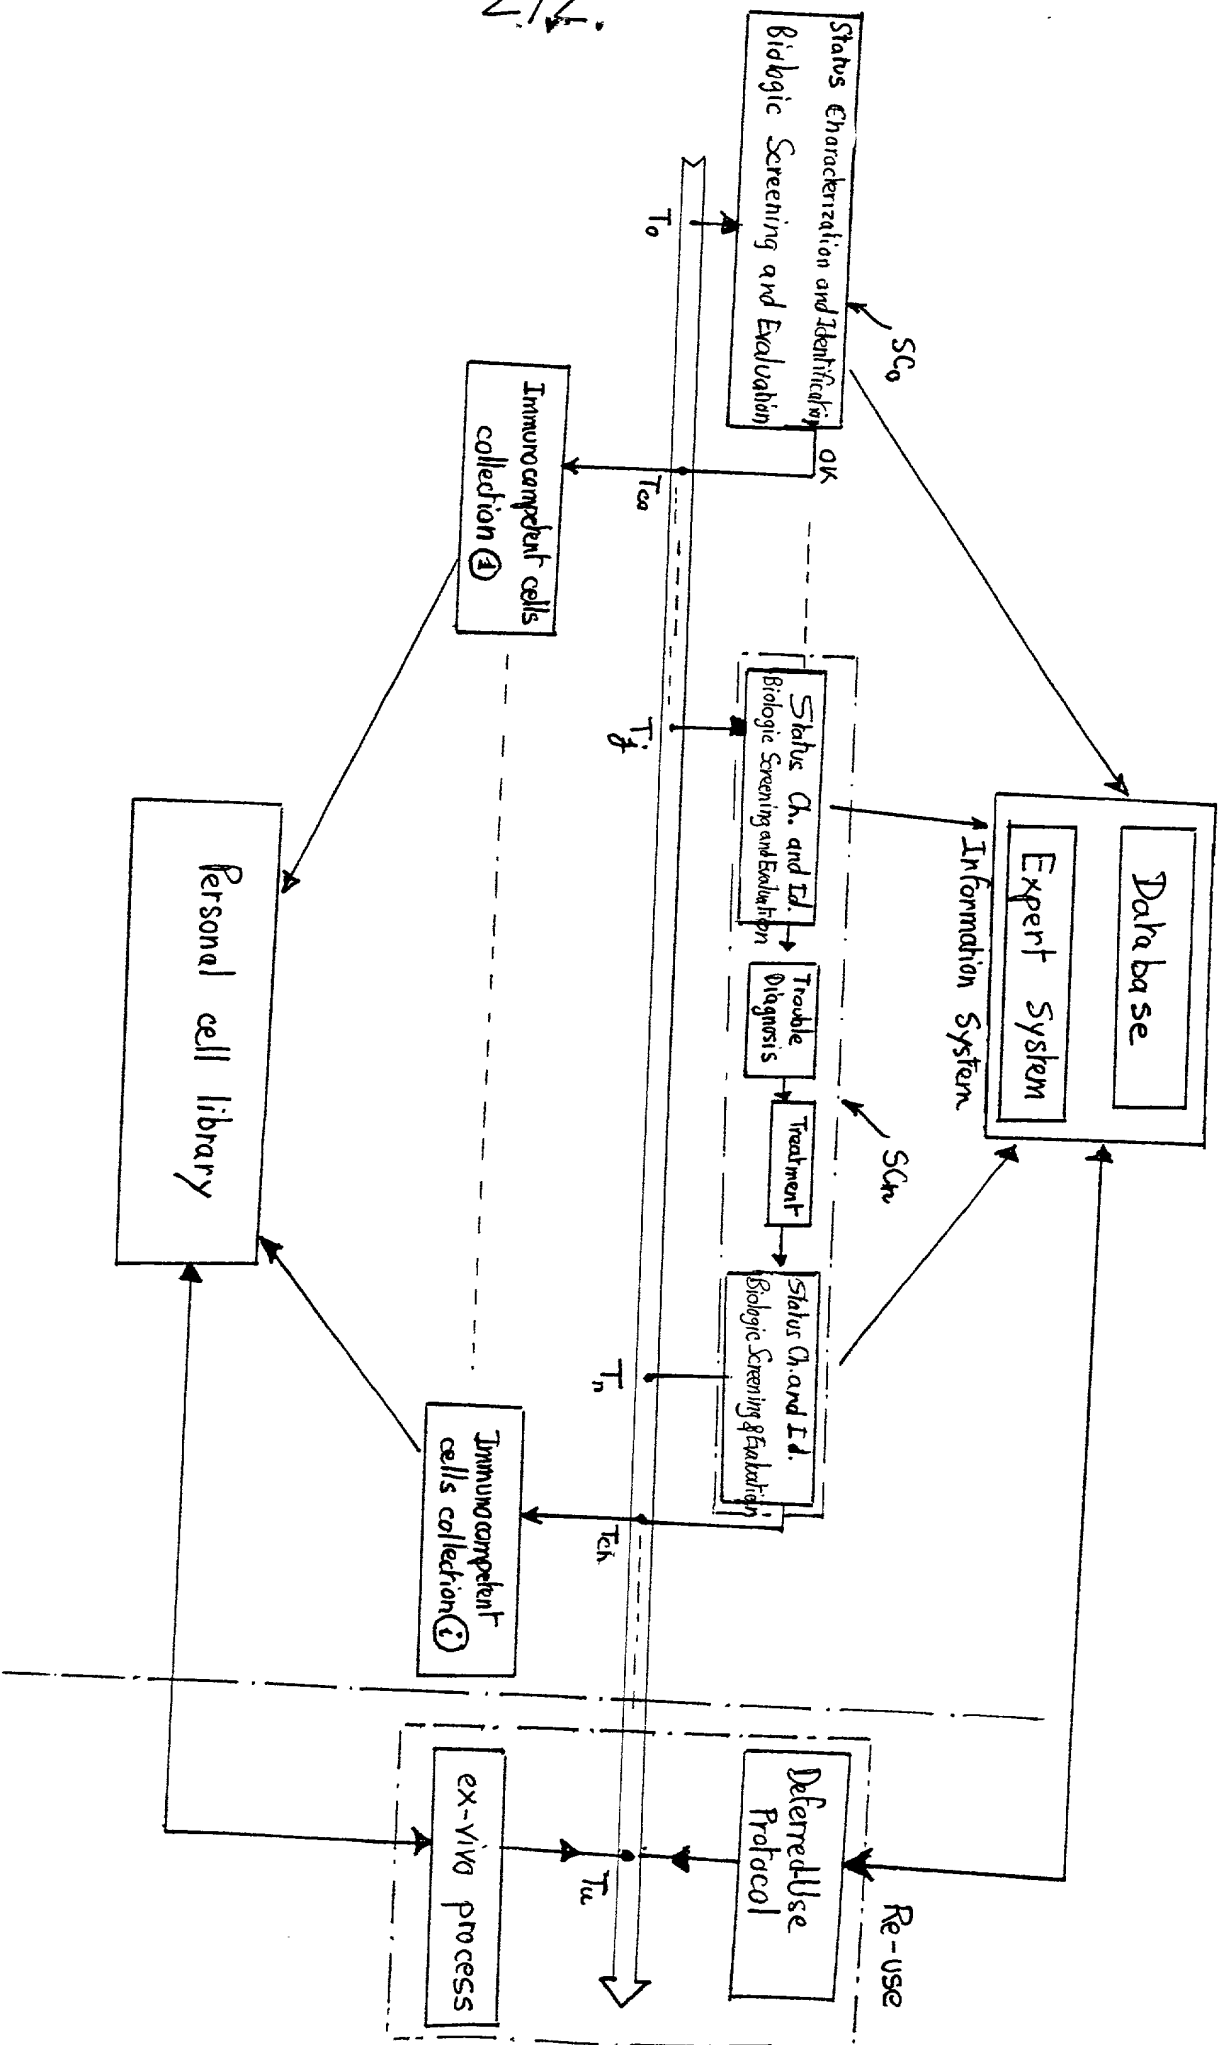 Database
Expert System
Information System
SC₀
Status Characterization and Identification
Biologic Screening and Evaluation
OK
SCn
Status Ch. and Id.
Biologic Screening and Evaluation
Trouble
Diagnosis
Treatment
Status Ch. and Id.
Biologic Screening & Evaluation
Re-use
Deferred-Use
Protocol
T₀
Tco
Tj
Tn
Tcn
Tu
Immunocompetent cells
collection ①
Immunocompetent
cells collection ⓘ
ex-vivo process
Personal cell library